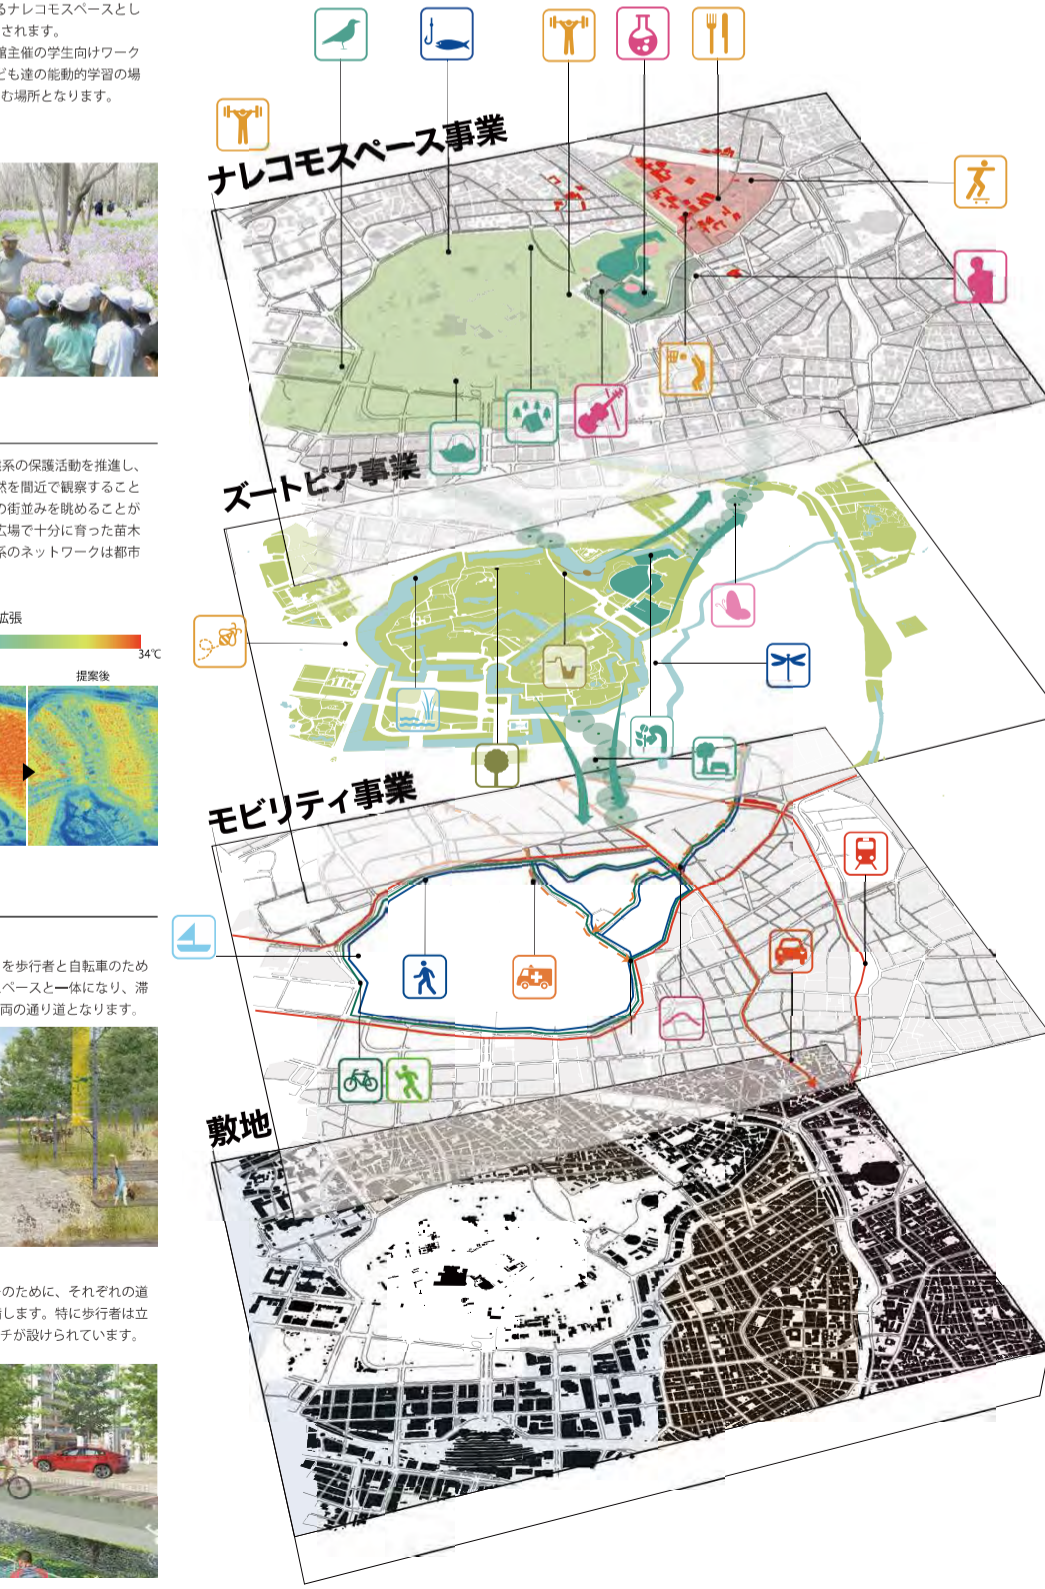 るナレコモスペースとし
されます。
館主催の学生向けワーク
ども達の能動的学習の場
む場所となります。
系の保護活動を推進し、
然を間近で観察すること
の街並みを眺めることが
広場で十分に育った苗木
系のネットワークは都市
拡張
34℃
提案後
を歩行者と自転車のため
ペースと一体になり、滞
両の通り道となります。
のために、それぞれの道
します。特に歩行者は立
チが設けられています。
ナレコモスペース事業
ズートピア事業
モビリティ事業
敷地